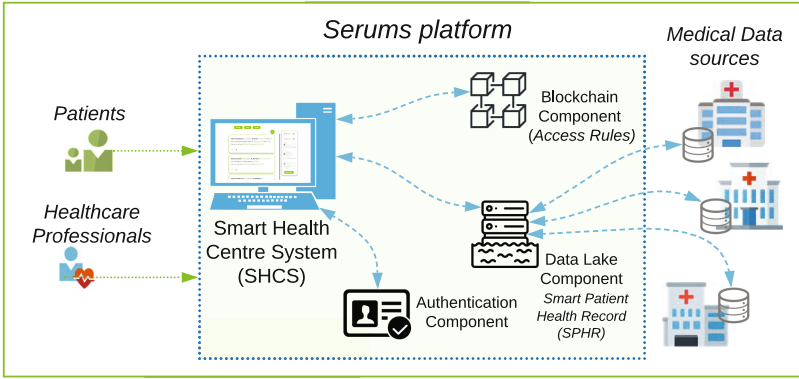 Serums platform
Medical Data
sources
Patients
Healthcare
Professionals
Smart Health
Centre System
(SHCS)
Blockchain
Component
(Access Rules)
Data Lake
Component
Smart Patient
Health Record
(SPHR)
Authentication
Component